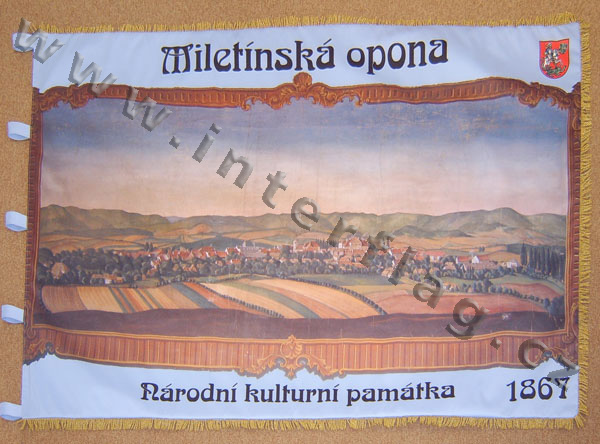 Miletínská opona
www.interflag.cz
Národní kulturní památka 1867